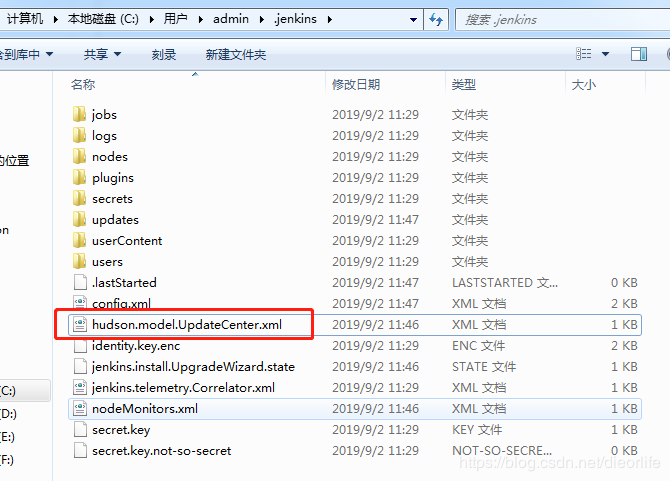 计算机 ▸ 本地磁盘 (C:) ▸ 用户 ▸ admin ▸ .jenkins ▸ 搜索 .jenkins
含到库中 ▾ 共享 ▾ 刻录 新建文件夹
名称 修改日期 类型 大小
jobs 2019/9/2 11:29 文件夹
logs 2019/9/2 11:29 文件夹
的位置 nodes 2019/9/2 11:29 文件夹
plugins 2019/9/2 11:29 文件夹
secrets 2019/9/2 11:29 文件夹
updates 2019/9/2 11:47 文件夹
on userContent 2019/9/2 11:29 文件夹
users 2019/9/2 11:29 文件夹
.lastStarted 2019/9/2 11:47 LASTSTARTED 文... 0 KB
config.xml 2019/9/2 11:47 XML 文档 2 KB
hudson.model.UpdateCenter.xml 2019/9/2 11:46 XML 文档 1 KB
identity.key.enc 2019/9/2 11:29 ENC 文件 2 KB
jenkins.install.UpgradeWizard.state 2019/9/2 11:46 STATE 文件 1 KB
(C:) jenkins.telemetry.Correlator.xml 2019/9/2 11:29 XML 文档 1 KB
(D:) nodeMonitors.xml 2019/9/2 11:46 XML 文档 1 KB
(E:) secret.key 2019/9/2 11:29 KEY 文件 1 KB
(F:) secret.key.not-so-secret 2019/9/2 11:29 NOT-SO-SECRE... 0 KB
https://blog.csdn.net/dieorlife